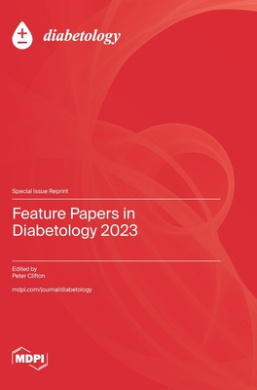 diabetology
Special Issue Reprint
Feature Papers in
Diabetology 2023
Edited by
Peter Clifton
mdpi.com/journal/diabetology
MDPI